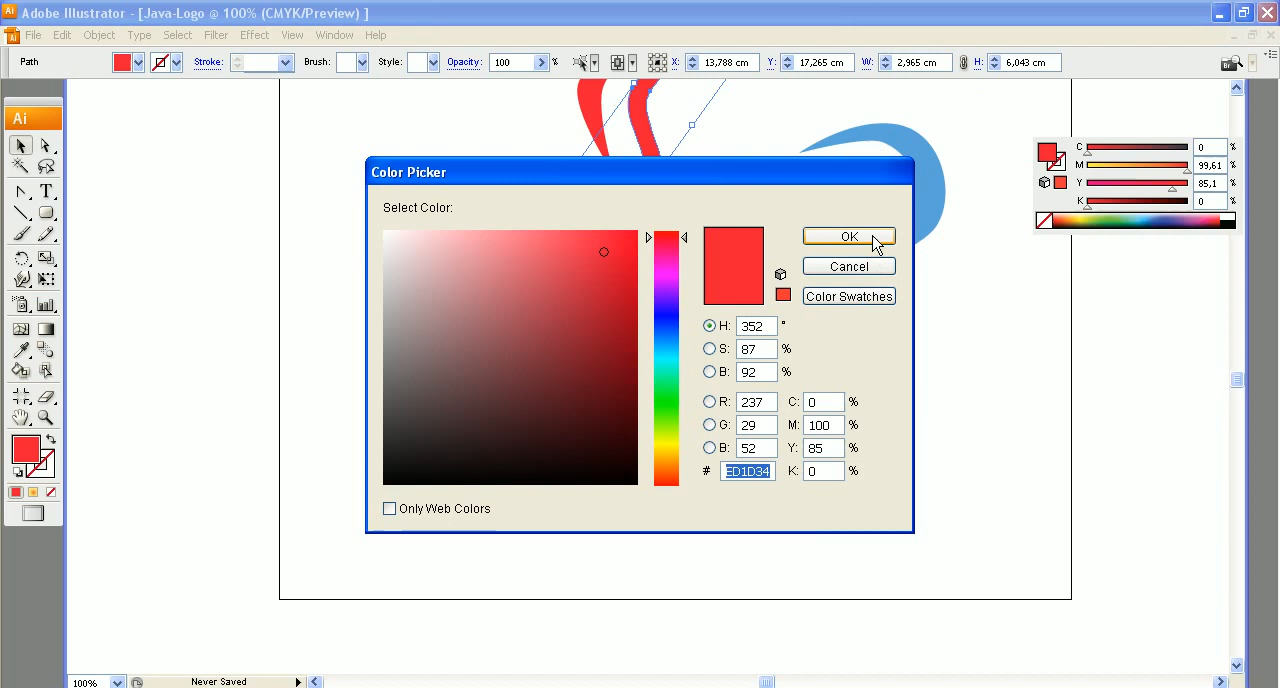 Adobe Illustrator - [Java-Logo @ 100% (CMYK/Preview) ]
File Edit Object Type Select Filter Effect View Window Help
Path Stroke: Brush: Style: Opacity: 100 % X: 13,788 cm Y: 17,265 cm W: 2,965 cm H: 6,043 cm Br
Ai
T
C 0 %
M 99,61 %
Y 85,1 %
K 0 %
Color Picker
Select Color:
OK
Cancel
Color Swatches
H: 352 °
S: 87 %
B: 92 %
R: 237 C: 0 %
G: 29 M: 100 %
B: 52 Y: 85 %
# ED1D34 K: 0 %
Only Web Colors
100% Never Saved